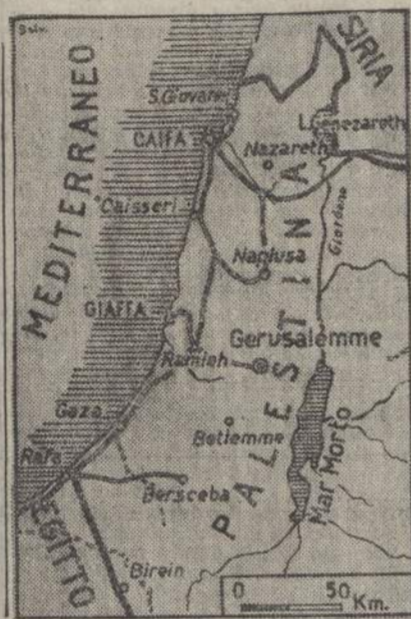 SIRIA
MEDITERRANEO
S.Giovan
L.Genezareth
CAIFA
Nazareth
Caisseri
Giordano
Naplusa
GIAFFA
PALESTINA
Gerusalemme
Ramleh
Gaza
Betlemme
Rafa
Mar Morto
Bersceba
EGITTO
Birein
0 50
Km.